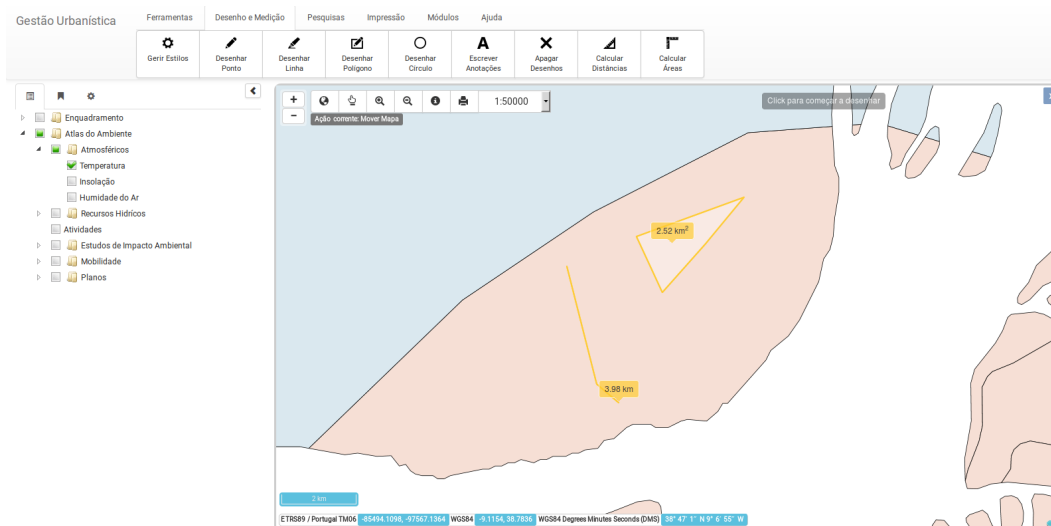 Gestão Urbanística
Ferramentas Desenho e Medição Pesquisas Impressão Módulos Ajuda
Gerir Estilos Desenhar Ponto Desenhar Linha Desenhar Polígono Desenhar Círculo Escrever Anotações Apagar Desenhos Calcular Distâncias Calcular Áreas
1:50000
Click para começar a desenhar
Ação corrente: Mover Mapa
Enquadramento
Atlas do Ambiente
Atmosféricos
Temperatura
Insolação
Humidade do Ar
Recursos Hídricos
Atividades
Estudos de Impacto Ambiental
Mobilidade
Planos
2.52 km²
3.98 km
2 km
ETRS89 / Portugal TM06 -65494.1098, -97567.1364 WGS84 -9.1154, 38.7836 WGS84 Degrees Minutes Seconds (DMS) 38° 47' 1'' N 9° 6' 55'' W